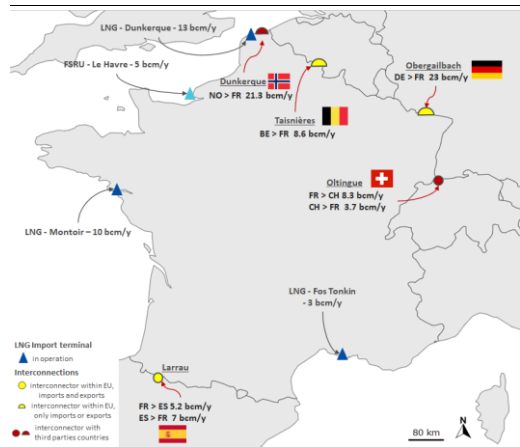 LNG - Dunkerque - 13 bcm/y
FSRU - Le Havre - 5 bcm/y
Dunkerque
NO > FR 21.3 bcm/y
Taisnières
BE > FR 8.6 bcm/y
Obergailbach
DE > FR 23 bcm/y
Oltingue
FR > CH 8.3 bcm/y
CH > FR 3.7 bcm/y
LNG - Montoir – 10 bcm/y
LNG - Fos Tonkin
- 3 bcm/y
Larrau
FR > ES 5.2 bcm/y
ES > FR 7 bcm/y
LNG Import terminal
in operation
Interconnections
interconnector within EU,
imports and exports
interconnector within EU,
only imports or exports
interconnector with
third parties countries
80 km
N